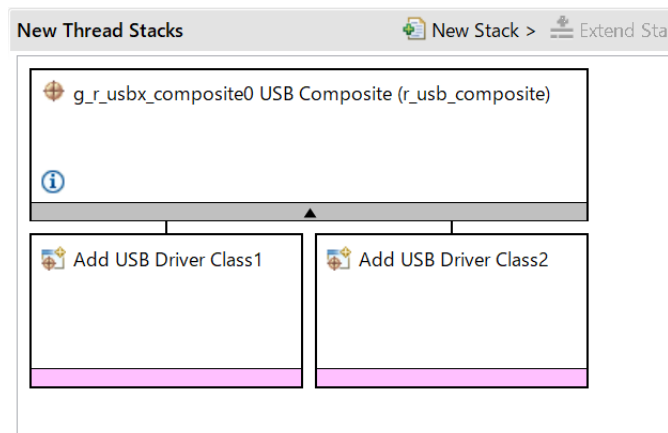 New Thread Stacks
New Stack > Extend Sta
g_r_usbx_composite0 USB Composite (r_usb_composite)
Add USB Driver Class1
Add USB Driver Class2